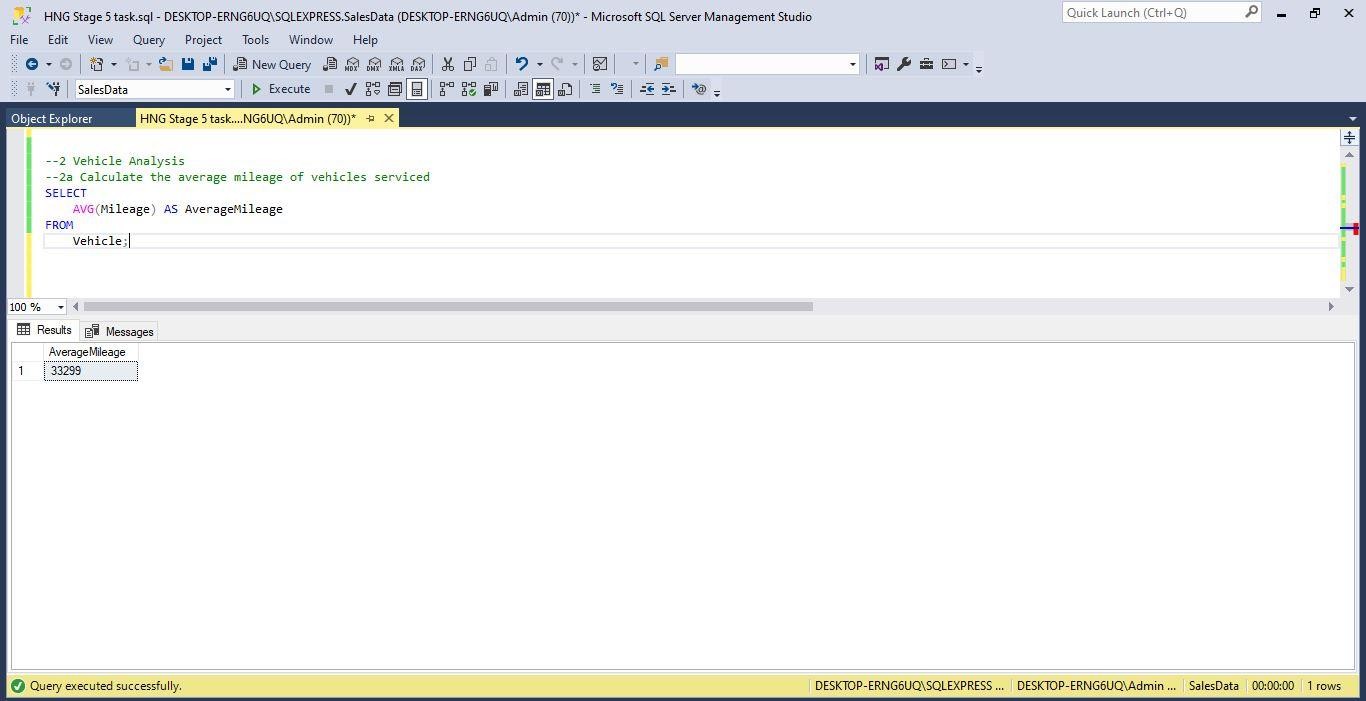 HNG Stage 5 task.sql - DESKTOP-ERNG6UQ\SQLEXPRESS.SalesData (DESKTOP-ERNG6UQ\Admin (70))* - Microsoft SQL Server Management Studio
Quick Launch (Ctrl+Q)
File Edit View Query Project Tools Window Help
New Query MDX DMX XMLA DAX
SalesData Execute
Object Explorer HNG Stage 5 task....NG6UQ\Admin (70))*
--2 Vehicle Analysis
--2a Calculate the average mileage of vehicles serviced
SELECT
AVG(Mileage) AS AverageMileage
FROM
Vehicle;
100 %
Results Messages
AverageMileage
1 33299
Query executed successfully. DESKTOP-ERNG6UQ\SQLEXPRESS ... DESKTOP-ERNG6UQ\Admin ... SalesData 00:00:00 1 rows